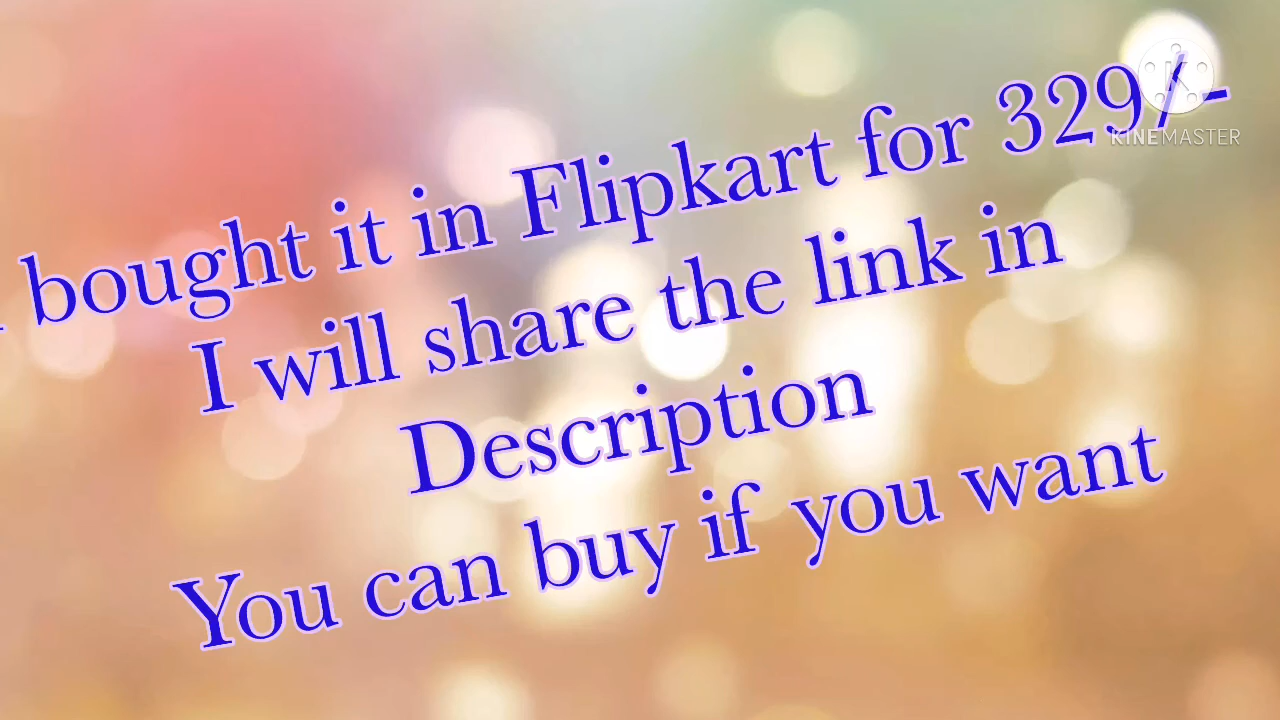 I bought it in Flipkart for 329/-
I will share the link in
Description
You can buy if you want
KINEMASTER